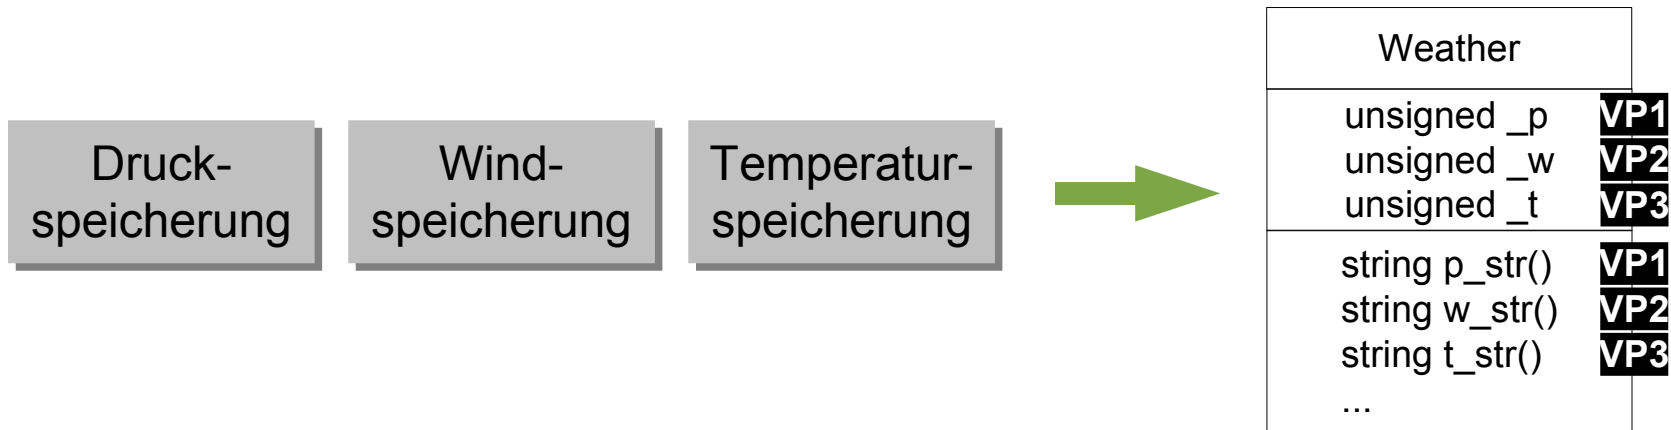 Druck-
speicherung
Wind-
speicherung
Temperatur-
speicherung
Weather
unsigned _p VP1
unsigned _w VP2
unsigned _t VP3
string p_str() VP1
string w_str() VP2
string t_str() VP3
...